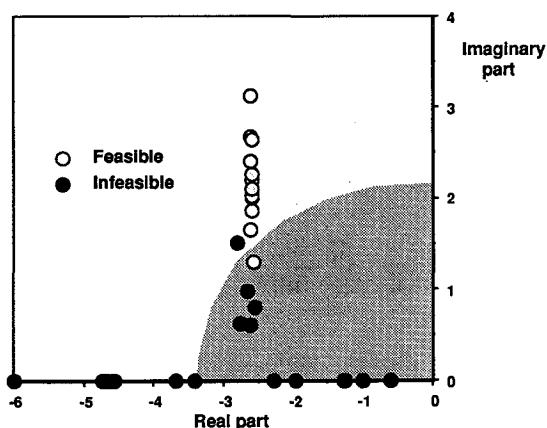 4
Imaginary
part
3
Feasible
Infeasible
2
1
0
-6 -5 -4 -3 -2 -1 0
Real part